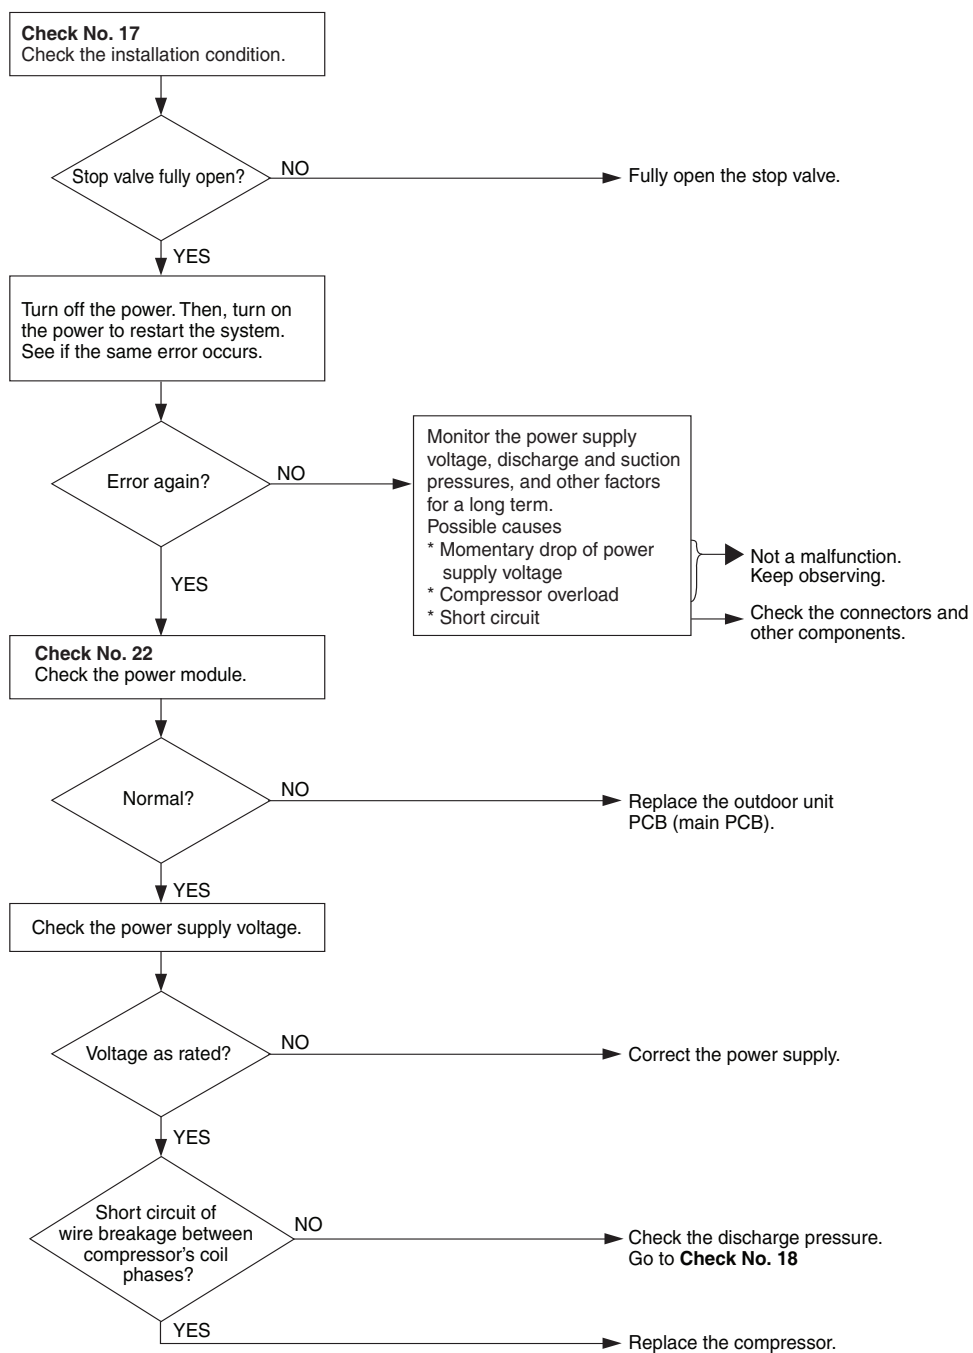 Check No. 17
Check the installation condition.
Stop valve fully open?
NO
Fully open the stop valve.
YES
Turn off the power. Then, turn on
the power to restart the system.
See if the same error occurs.
Error again?
NO
Monitor the power supply
voltage, discharge and suction
pressures, and other factors
for a long term.
Possible causes
* Momentary drop of power
supply voltage
* Compressor overload
* Short circuit
Not a malfunction.
Keep observing.
Check the connectors and
other components.
YES
Check No. 22
Check the power module.
Normal?
NO
Replace the outdoor unit
PCB (main PCB).
YES
Check the power supply voltage.
Voltage as rated?
NO
Correct the power supply.
YES
Short circuit of
wire breakage between
compressor's coil
phases?
NO
Check the discharge pressure.
Go to Check No. 18
YES
Replace the compressor.